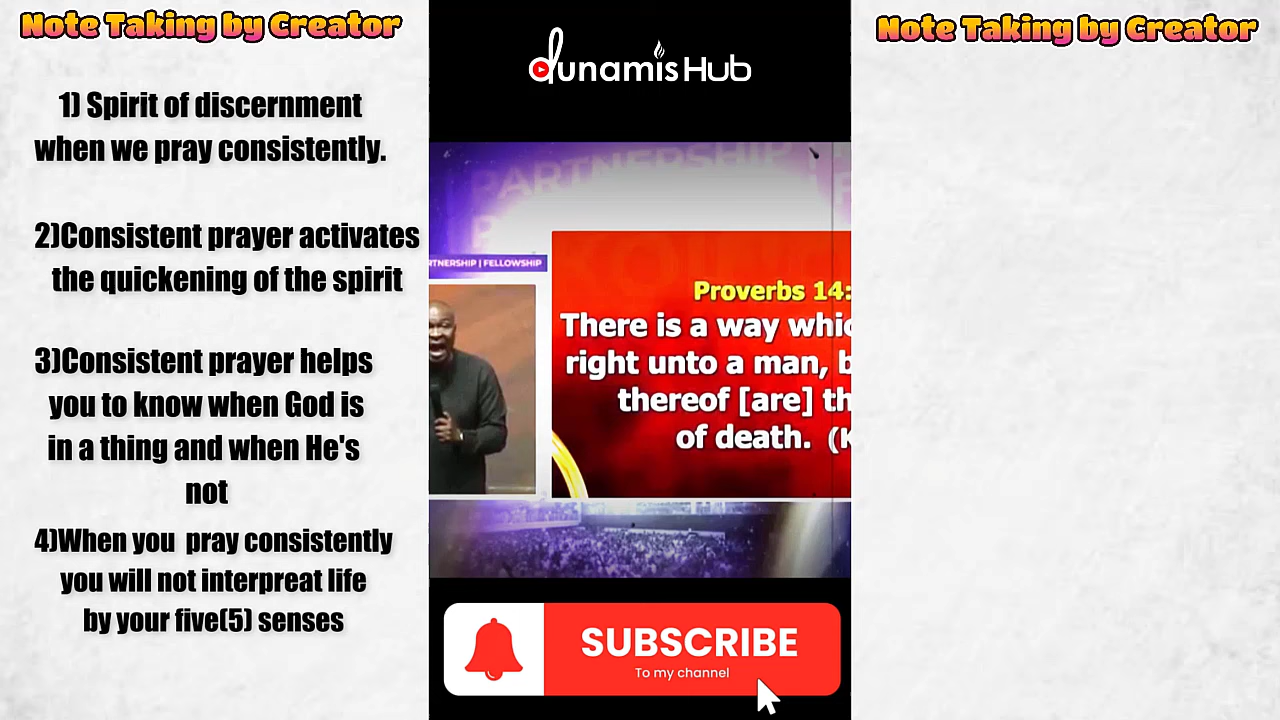 Note Taking by Creator
1) Spirit of discernment
when we pray consistently.
2)Consistent prayer activates
the quickening of the spirit
3)Consistent prayer helps
you to know when God is
in a thing and when He's
not
4)When you pray consistently
you will not interpreat life
by your five(5) senses
dunamis Hub
PARTNERSHIP
RTNERSHIP | FELLOWSHIP
Proverbs 14:
There is a way whic
right unto a man, b
thereof [are] th
of death. (K
SUBSCRIBE
To my channel
Note Taking by Creator